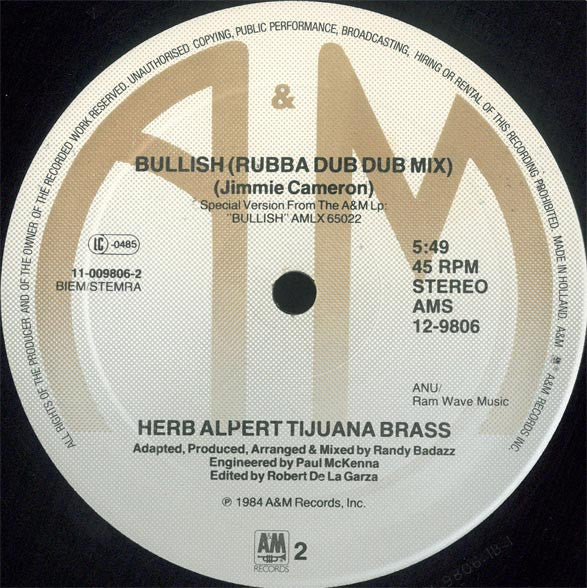 ALL RIGHTS OF THE PRODUCER AND OF THE OWNER OF THE RECORDED WORK RESERVED. UNAUTHORISED COPYING, PUBLIC PERFORMANCE, BROADCASTING, HIRING OR RENTAL OF THIS RECORDING PROHIBITED. MADE IN HOLLAND. A&M ® A&M RECORDS INC.
A&M
BULLISH (RUBBA DUB DUB MIX)
(Jimmie Cameron)
Special Version From The A&M Lp:
"BULLISH" AMLX 65022
LC -0485
11-009806-2
BIEM/STEMRA
5:49
45 RPM
STEREO
AMS
12-9806
ANU/
Ram Wave Music
HERB ALPERT TIJUANA BRASS
Adapted, Produced, Arranged & Mixed by Randy Badazz
Engineered by Paul McKenna
Edited by Robert De La Garza
℗ 1984 A&M Records, Inc.
A&M
RECORDS
2